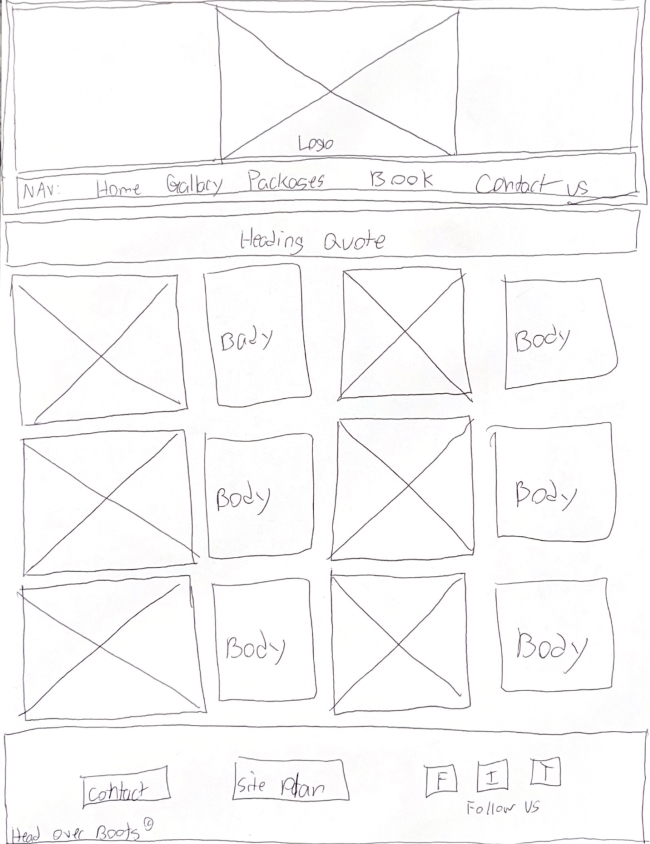 Logo
NAV: Home Gallary Packages Book Contact us
Heading Quote
Body Body
Body Body
Body Body
contact site plan F I T
Follow US
Head over Boots©